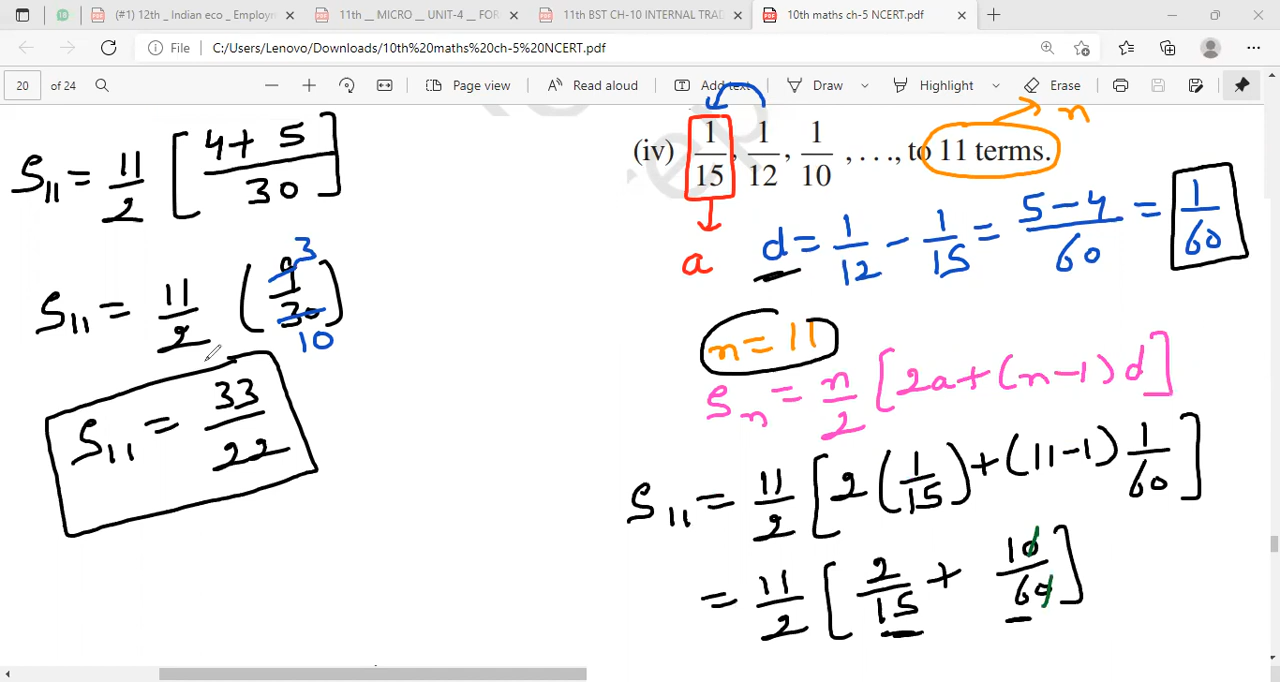 (#1) 12th _ Indian eco _ Employm
11th __ MICRO __ UNIT-4 __ FOR
11th BST CH-10 INTERNAL TRAD
10th maths ch-5 NCERT.pdf
File
C:/Users/Lenovo/Downloads/10th%20maths%20ch-5%20NCERT.pdf
20 of 24
Page view
Read aloud
Add text
Draw
Highlight
Erase
S11 = 11/2 [(4+5)/30]
S11 = 11/2 (9/30) 3 10
S11 = 33/22
(iv) 1/15, 1/12, 1/10, ..., to 11 terms.
n
a
d = 1/12 - 1/15 = (5-4)/60 = 1/60
n = 11
Sn = n/2 [2a+(n-1)d]
S11 = 11/2 [2(1/15)+(11-1)1/60]
= 11/2 [2/15 + 10/60]